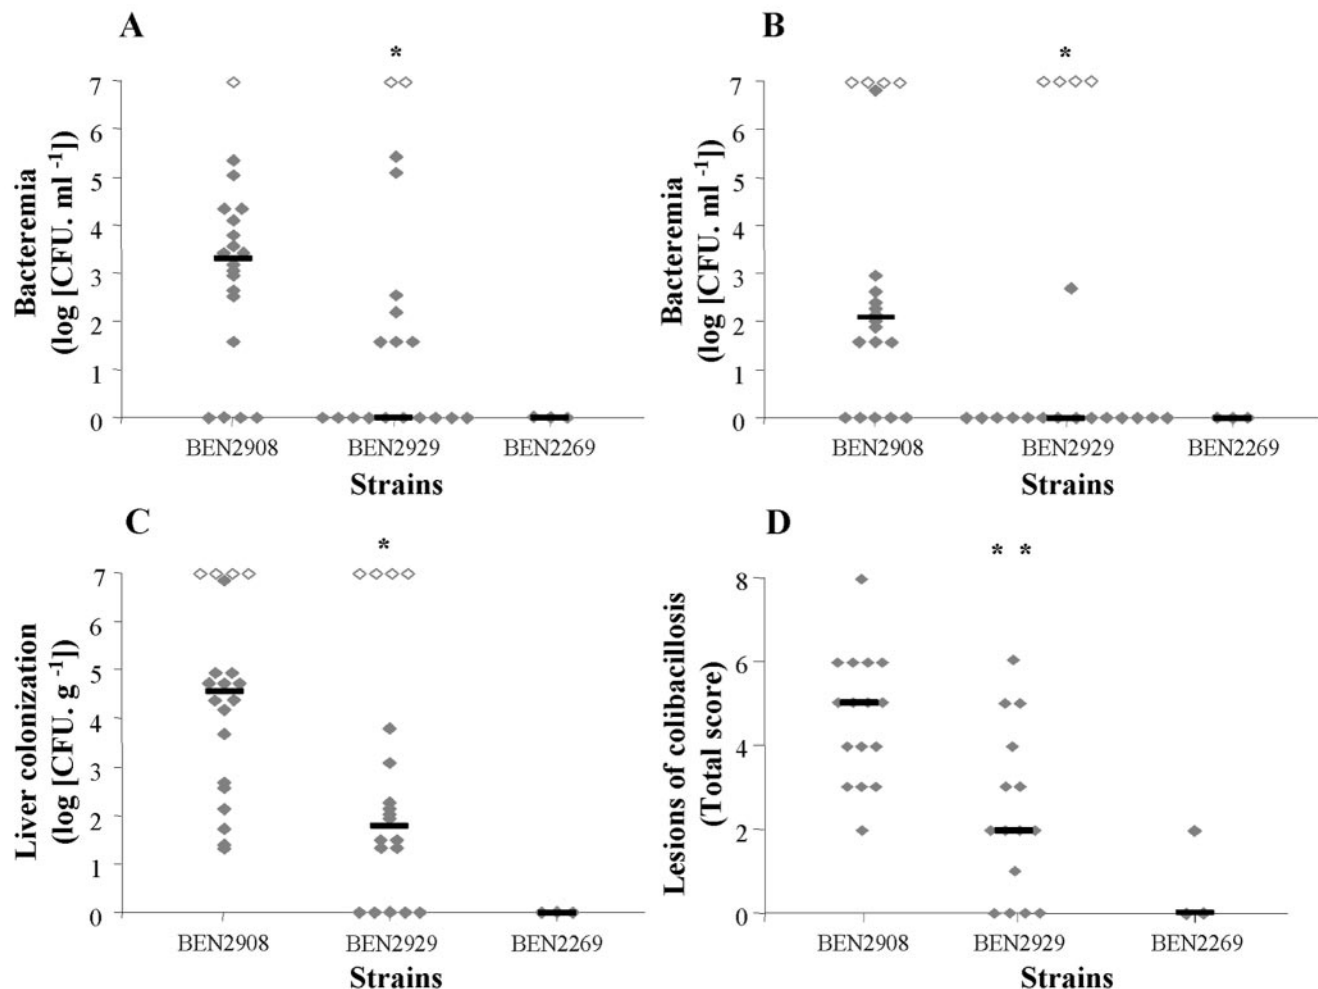 A
*
Bacteremia
(log [CFU. ml -1])
7
6
5
4
3
2
1
0
BEN2908 BEN2929 BEN2269
Strains
B
*
Bacteremia
(log [CFU. ml -1])
7
6
5
4
3
2
1
0
BEN2908 BEN2929 BEN2269
Strains
C
*
Liver colonization
(log [CFU. g -1])
7
6
5
4
3
2
1
0
BEN2908 BEN2929 BEN2269
Strains
D
* *
Lesions of colibacillosis
(Total score)
8
6
4
2
0
BEN2908 BEN2929 BEN2269
Strains